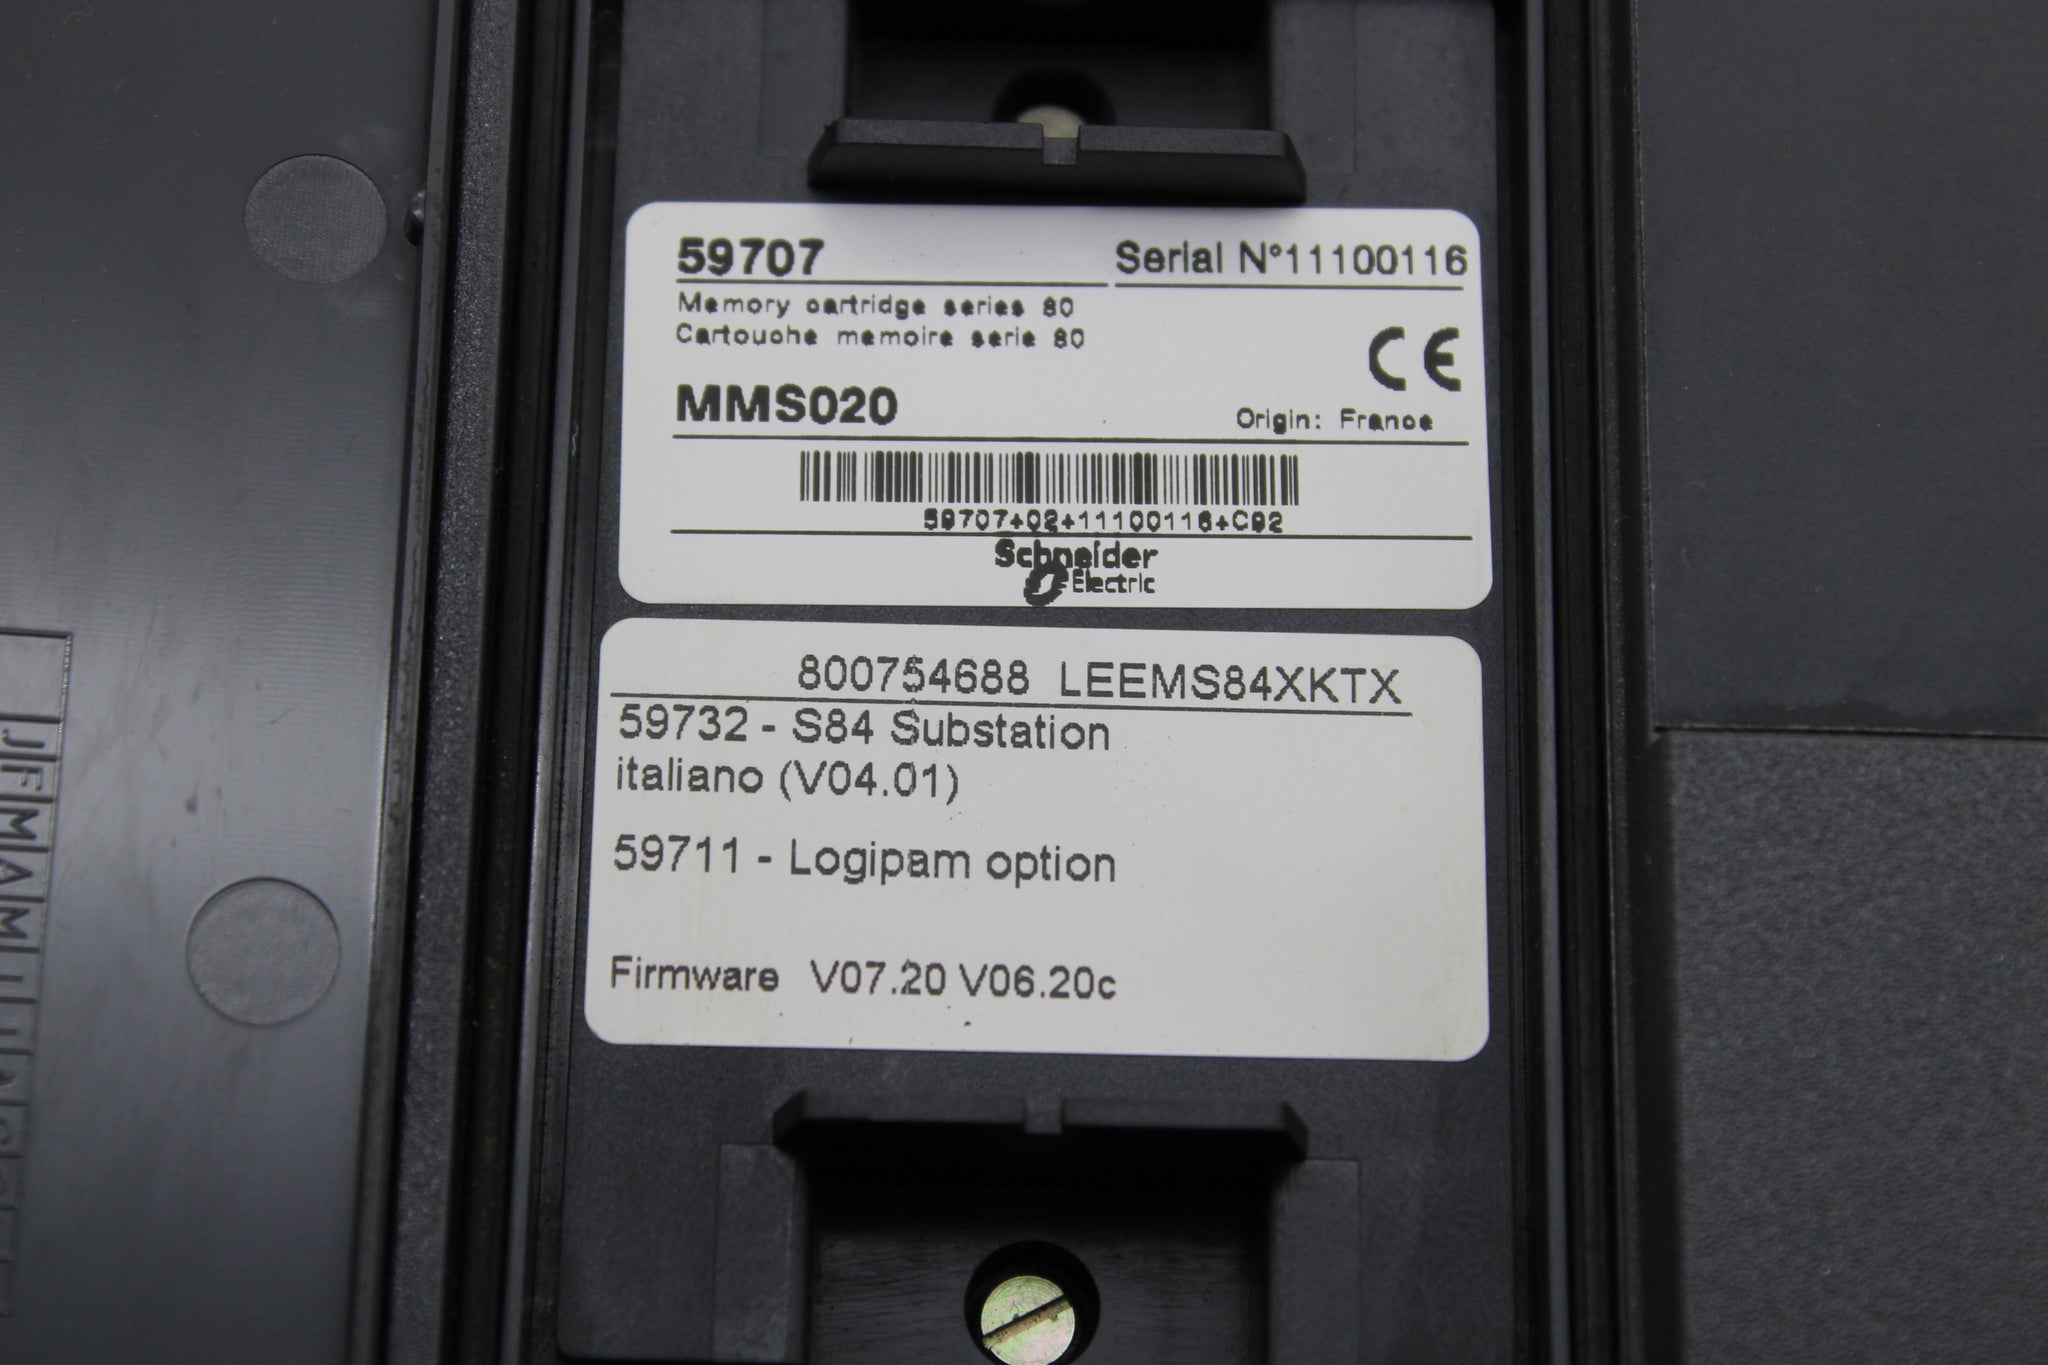 59707
Serial N°11100116
Memory cartridge series 80
Cartouche memoire serie 80
CE
MMS020
Origin: France
59707+02+11100116+C92
Schneider
Electric
800754688 LEEMS84XKTX
59732 - S84 Substation
italiano (V04.01)
59711 - Logipam option
Firmware V07.20 V06.20c
J F M A M J J